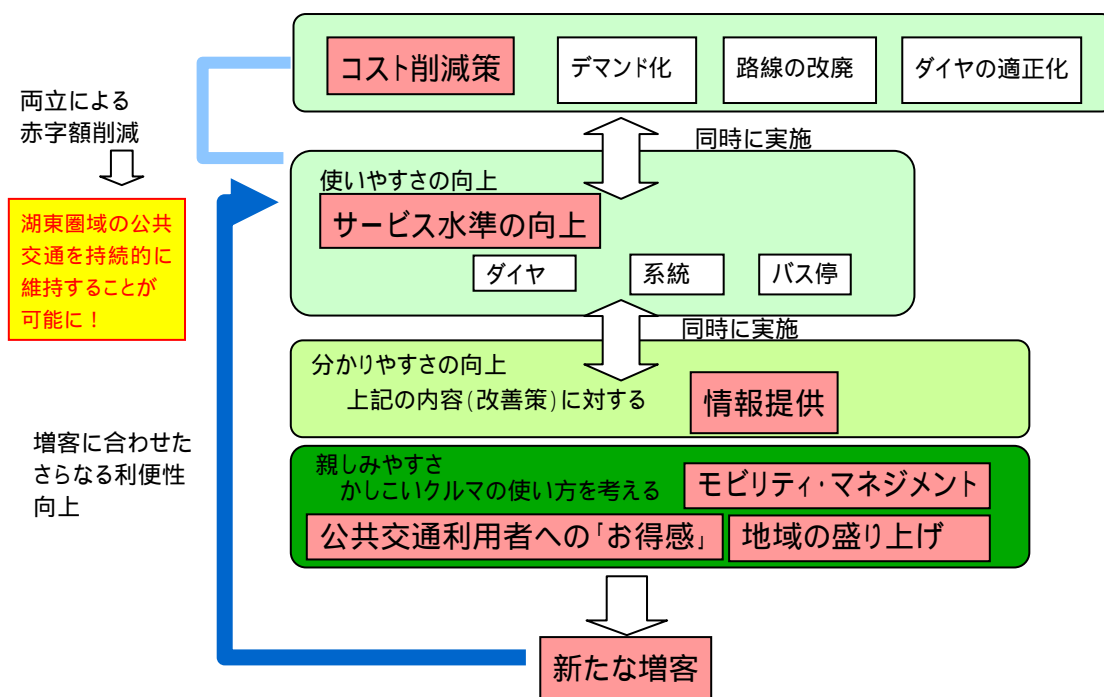 コスト削減策
デマンド化
路線の改廃
ダイヤの適正化
両立による
赤字額削減
同時に実施
使いやすさの向上
サービス水準の向上
ダイヤ
系統
バス停
湖東圏域の公共
交通を持続的に
維持することが
可能に！
同時に実施
分かりやすさの向上
上記の内容(改善策)に対する
情報提供
増客に合わせた
さらなる利便性
向上
親しみやすさ
かしこいクルマの使い方を考える
モビリティ・マネジメント
公共交通利用者への「お得感」
地域の盛り上げ
新たな増客